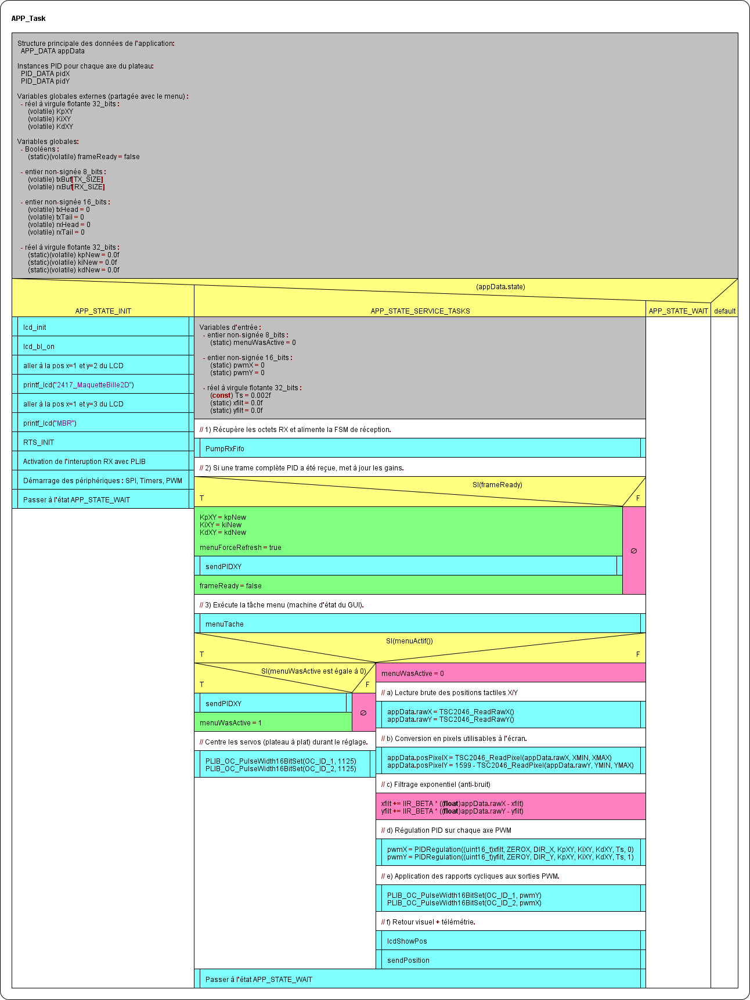 APP_Task
Structure principale des données de l'application:
APP_DATA appData
Instances PID pour chaque axe du plateau:
PID_DATA pidX
PID_DATA pidY
Variables globales externes (partagée avec le menu) :
- réel à virgule flotante 32_bits :
(volatile) KpXY
(volatile) KiXY
(volatile) KdXY
Variables globales:
- Booléens :
(static)(volatile) frameReady = false
- entier non-signée 8_bits :
(volatile) txBuf[TX_SIZE]
(volatile) rxBuf[RX_SIZE]
- entier non-signée 16_bits :
(volatile) txHead = 0
(volatile) txTail = 0
(volatile) rxHead = 0
(volatile) rxTail = 0
- réel à virgule flotante 32_bits :
(static)(volatile) kpNew = 0.0f
(static)(volatile) kiNew = 0.0f
(static)(volatile) kdNew = 0.0f
(appData.state)
APP_STATE_INIT
APP_STATE_SERVICE_TASKS
APP_STATE_WAIT
default
lcd_init
lcd_bl_on
aller à la pos x=1 et y=2 du LCD
printf_lcd("2417_MaquetteBille2D")
aller à la pos x=1 et y=3 du LCD
printf_lcd("MBR")
RTS_INIT
Activation de l'interuption RX avec PLIB
Démarrage des périphériques : SPI, Timers, PWM
Passer à l'état APP_STATE_WAIT
Variables d'entrée :
- entier non-signée 8_bits :
(static) menuWasActive = 0
- entier non-signée 16_bits :
(static) pwmX = 0
(static) pwmY = 0
- réel à virgule flotante 32_bits :
(const) Ts = 0.002f
(static) xfilt = 0.0f
(static) yfilt = 0.0f
// 1) Récupère les octets RX et alimente la FSM de réception.
PumpRxFifo
// 2) Si une trame complète PID a été reçue, met à jour les gains.
SI(frameReady)
T
F
KpXY = kpNew
KiXY = kiNew
KdXY = kdNew
menuForceRefresh = true
∅
sendPIDXY
frameReady = false
// 3) Exécute la tâche menu (machine d'état du GUI).
menuTache
SI(menuActif())
T
F
SI(menuWasActive est égale à 0)
T
F
sendPIDXY
∅
menuWasActive = 1
// Centre les servos (plateau à plat) durant le réglage.
PLIB_OC_PulseWidth16BitSet(OC_ID_1, 1125)
PLIB_OC_PulseWidth16BitSet(OC_ID_2, 1125)
menuWasActive = 0
// a) Lecture brute des positions tactiles X/Y
appData.rawX = TSC2046_ReadRawX()
appData.rawY = TSC2046_ReadRawY()
// b) Conversion en pixels utilisables à l'écran.
appData.posPixelX = TSC2046_ReadPixel(appData.rawX, XMIN, XMAX)
appData.posPixelY = 1599 - TSC2046_ReadPixel(appData.rawY, YMIN, YMAX)
// c) Filtrage exponentiel (anti-bruit)
xfilt += IIR_BETA * ((float)appData.rawX - xfilt)
yfilt += IIR_BETA * ((float)appData.rawY - yfilt)
// d) Régulation PID sur chaque axe PWM
pwmX = PIDRegulation((uint16_t)xfilt, ZEROX, DIR_X, KpXY, KiXY, KdXY, Ts, 0)
pwmY = PIDRegulation((uint16_t)yfilt, ZEROY, DIR_Y, KpXY, KiXY, KdXY, Ts, 1)
// e) Application des rapports cycliques aux sorties PWM.
PLIB_OC_PulseWidth16BitSet(OC_ID_1, pwmY)
PLIB_OC_PulseWidth16BitSet(OC_ID_2, pwmX)
// f) Retour visuel + télémétrie.
lcdShowPos
sendPosition
Passer à l'état APP_STATE_WAIT